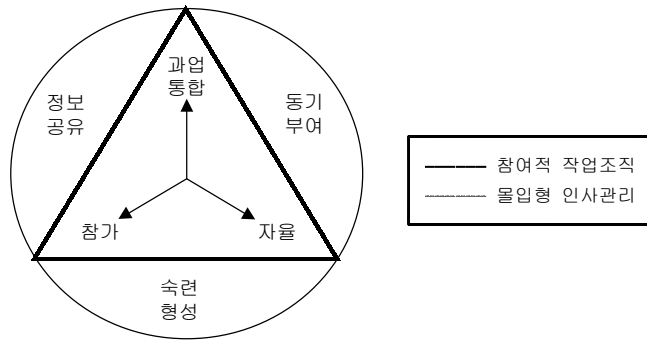 과업
통합
정보
공유
동기
부여
참가
자율
숙련
형성
참여적 작업조직
몰입형 인사관리